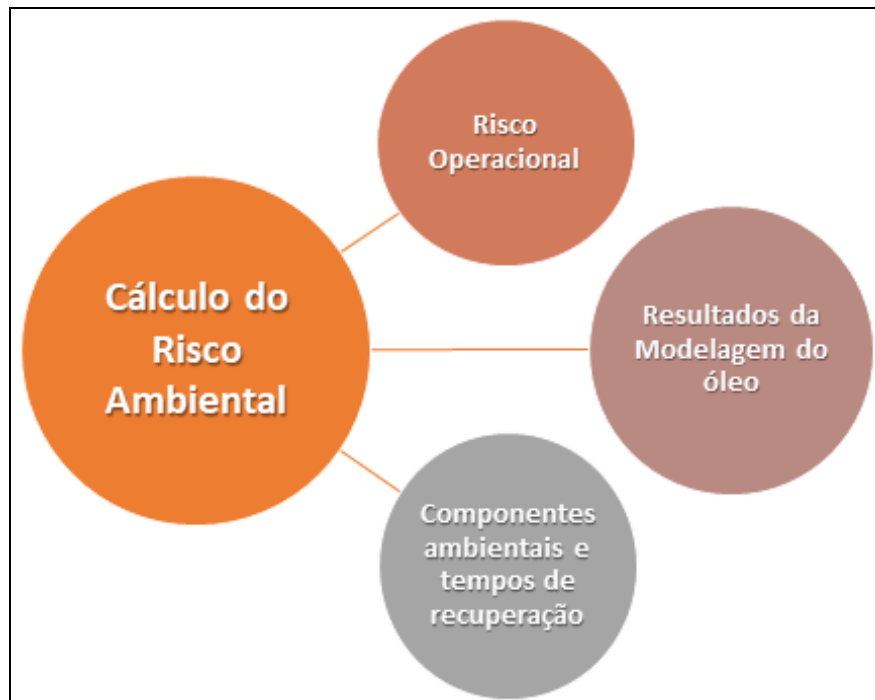 Cálculo do
Risco
Ambiental
Risco
Operacional
Resultados da
Modelagem do
óleo
Componentes
ambientais e
tempos de
recuperação